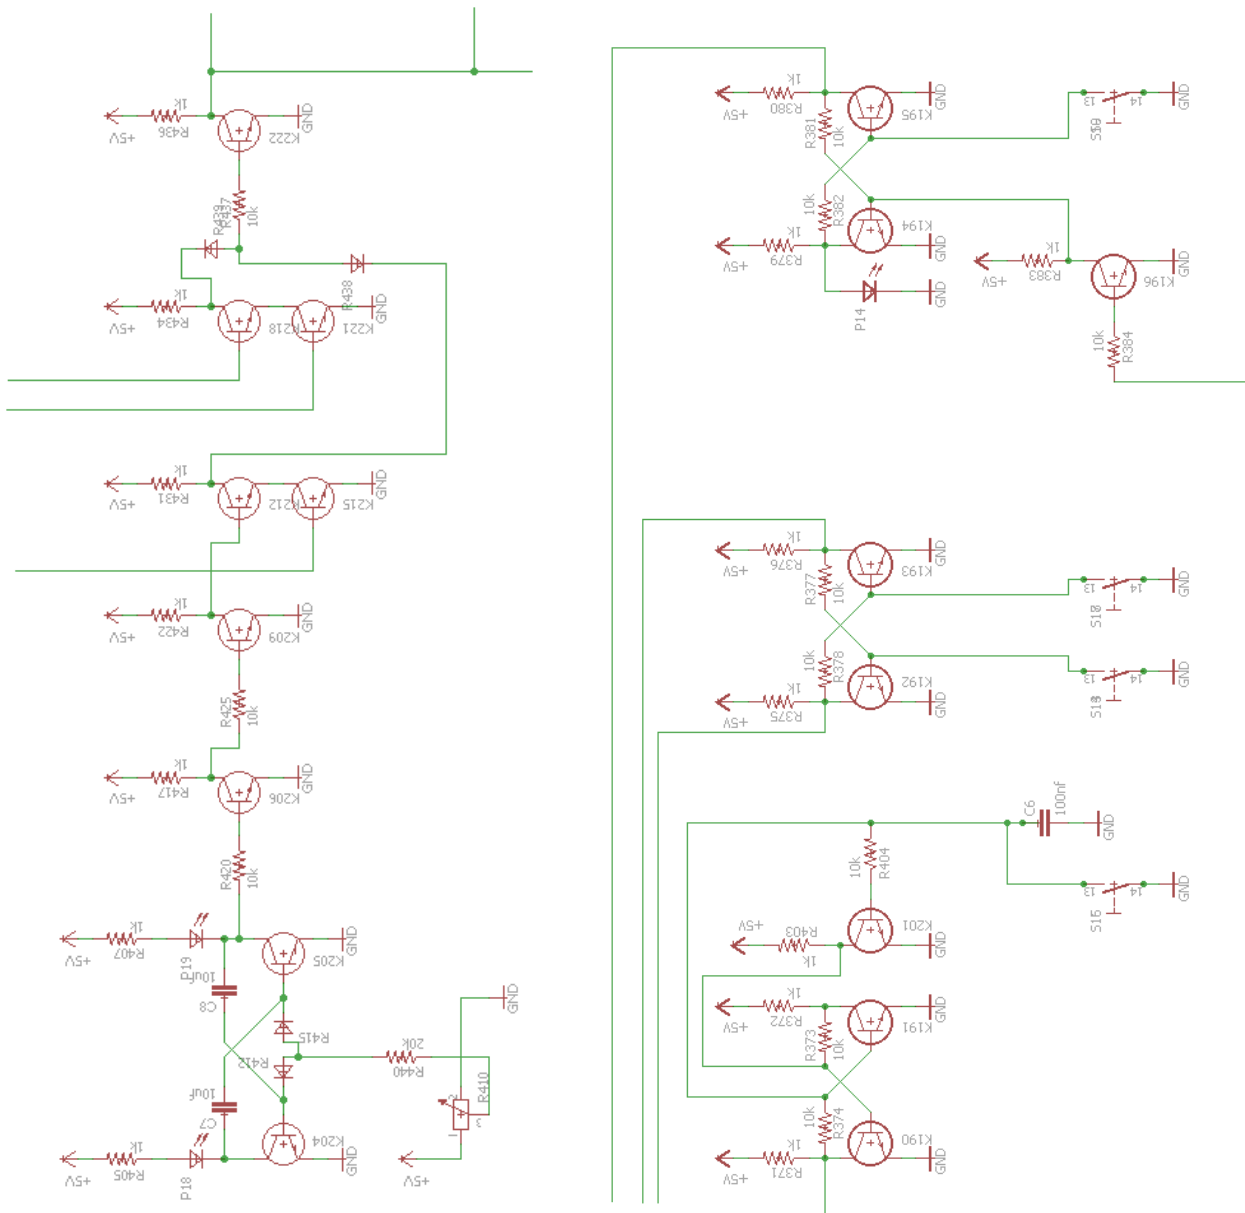 1k
+5V
R436
GND
K222
R439
R437
10k
R438
1k
+5V
R434
K218
K221
GND
1k
+5V
R431
K212
K215
GND
1k
+5V
R422
K209
GND
R425
10k
1k
+5V
R417
K206
GND
R420
10k
1k
+5V
R407
P19
10uF
C8
K205
GND
R415
R412
20k
R440
GND
R410
2
1
3
+5V
10uF
C7
1k
+5V
R405
P18
K204
GND
1k
+5V
R380
R381
10k
K195
GND
13
14
GND
10k
R382
1k
+5V
R379
K194
GND
P14
GND
1k
+5V
R383
K196
GND
10k
R384
1k
+5V
R376
R377
10k
K193
GND
13
14
GND
10k
R378
1k
+5V
R375
K192
GND
13
14
GND
C6
100nf
GND
10k
R404
13
14
GND
+5V
R403
1k
K201
GND
1k
+5V
R372
R373
10k
K191
GND
10k
R374
1k
+5V
R371
K190
GND